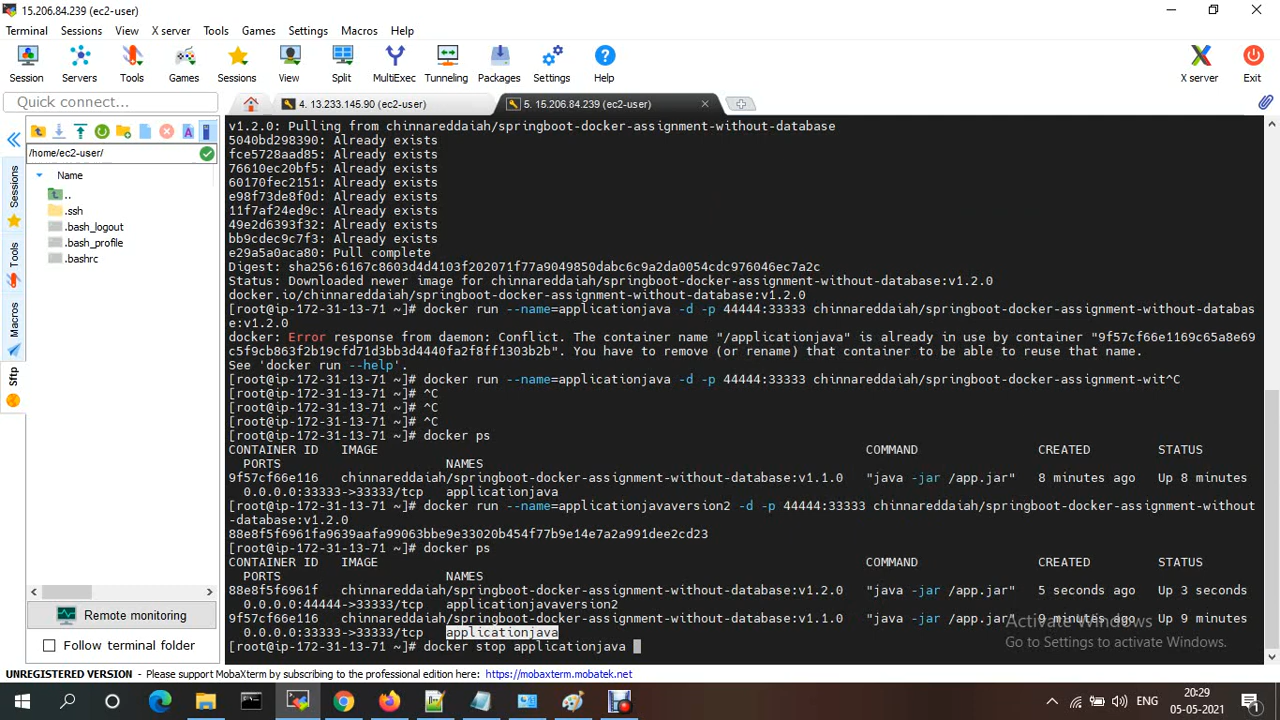 15.206.84.239 (ec2-user)
Terminal Sessions View X server Tools Games Settings Macros Help
Session Servers Tools Games Sessions View Split MultiExec Tunneling Packages Settings Help X server Exit
Quick connect...
4. 13.233.145.90 (ec2-user)
5. 15.206.84.239 (ec2-user)
/home/ec2-user/
Name
..
.ssh
.bash_logout
.bash_profile
.bashrc
Sessions
Tools
Macros
Sftp
v1.2.0: Pulling from chinnareddaiah/springboot-docker-assignment-without-database
5040bd298390: Already exists
fce5728aad85: Already exists
76610ec20bf5: Already exists
60170fec2151: Already exists
e98f73de8f0d: Already exists
11f7af24ed9c: Already exists
49e2d6393f32: Already exists
bb9cdec9c7f3: Already exists
e29a5a0aca80: Pull complete
Digest: sha256:6167c8603d4d4103f202071f77a9049850dabc6c9a2da0054cdc976046ec7a2c
Status: Downloaded newer image for chinnareddaiah/springboot-docker-assignment-without-database:v1.2.0
docker.io/chinnareddaiah/springboot-docker-assignment-without-database:v1.2.0
[root@ip-172-31-13-71 ~]# docker run --name=applicationjava -d -p 44444:33333 chinnareddaiah/springboot-docker-assignment-without-databas
e:v1.2.0
docker: Error response from daemon: Conflict. The container name "/applicationjava" is already in use by container "9f57cf66e1169c65a8e69
c5f9cb863f2b19cfd71d3bb3d4440fa2f8ff1303b2b". You have to remove (or rename) that container to be able to reuse that name.
See 'docker run --help'.
[root@ip-172-31-13-71 ~]# docker run --name=applicationjava -d -p 44444:33333 chinnareddaiah/springboot-docker-assignment-wit^C
[root@ip-172-31-13-71 ~]# ^C
[root@ip-172-31-13-71 ~]# ^C
[root@ip-172-31-13-71 ~]# ^C
[root@ip-172-31-13-71 ~]# docker ps
CONTAINER ID IMAGE COMMAND CREATED STATUS
PORTS NAMES
9f57cf66e116 chinnareddaiah/springboot-docker-assignment-without-database:v1.1.0 "java -jar /app.jar" 8 minutes ago Up 8 minutes
0.0.0.0:33333->33333/tcp applicationjava
[root@ip-172-31-13-71 ~]# docker run --name=applicationjavaversion2 -d -p 44444:33333 chinnareddaiah/springboot-docker-assignment-without
-database:v1.2.0
88e8f5f6961fa9639aafa99063bbe9e33020b454f77b9e14e7a2a991dee2cd23
[root@ip-172-31-13-71 ~]# docker ps
CONTAINER ID IMAGE COMMAND CREATED STATUS
PORTS NAMES
88e8f5f6961f chinnareddaiah/springboot-docker-assignment-without-database:v1.2.0 "java -jar /app.jar" 5 seconds ago Up 3 seconds
0.0.0.0:44444->33333/tcp applicationjavaversion2
9f57cf66e116 chinnareddaiah/springboot-docker-assignment-without-database:v1.1.0 "java -jar /app.jar" 9 minutes ago Up 9 minutes
0.0.0.0:33333->33333/tcp applicationjava
[root@ip-172-31-13-71 ~]# docker stop applicationjava
Activate Windows
Go to Settings to activate Windows.
Remote monitoring
Follow terminal folder
UNREGISTERED VERSION - Please support MobaXterm by subscribing to the professional edition here: https://mobaxterm.mobatek.net
ENG
20:29
05-05-2021
1